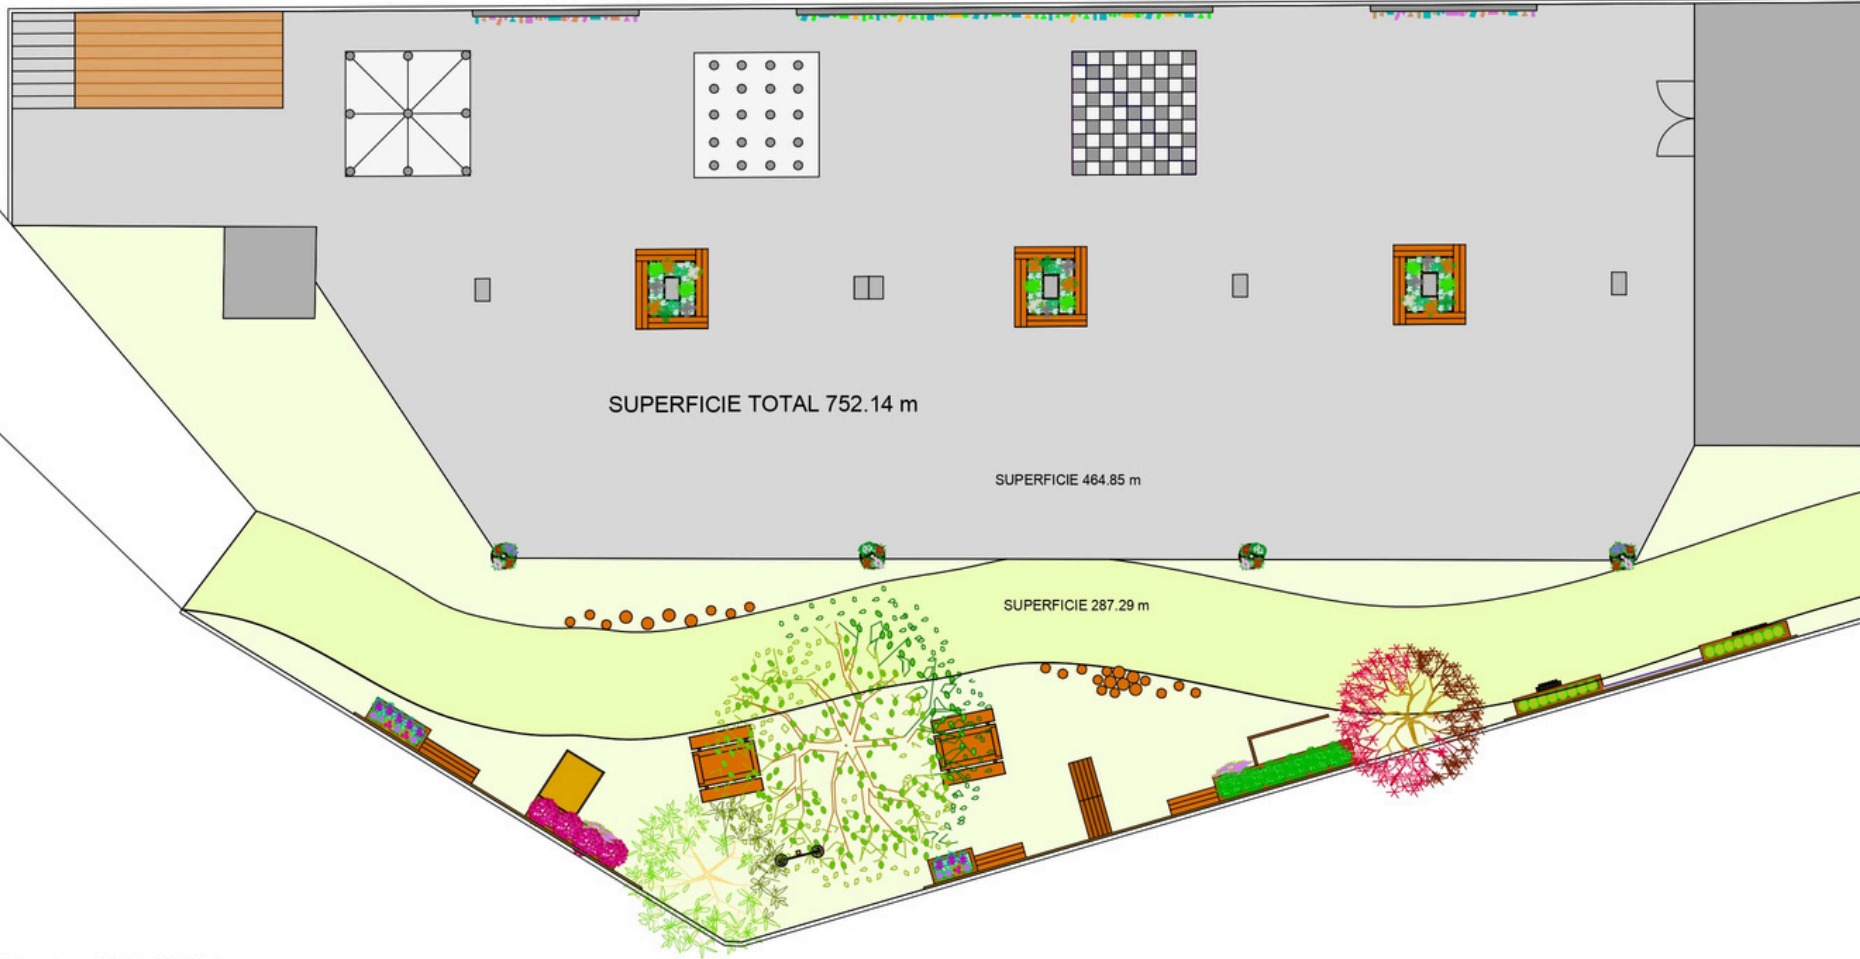 SUPERFICIE TOTAL 752.14 m
SUPERFICIE 464.85 m
SUPERFICIE 287.29 m